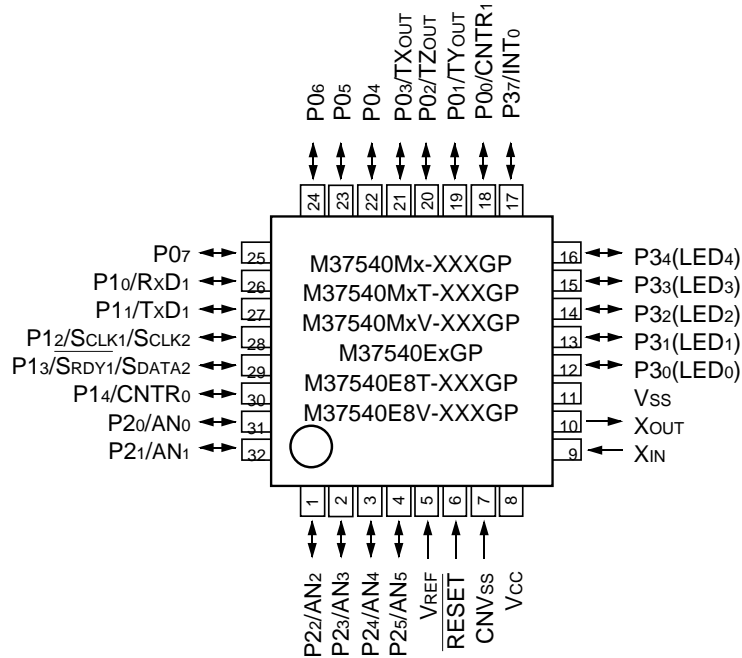 P06
P05
P04
P03/TXOUT
P02/TZOUT
P01/TYOUT
P00/CNTR1
P37/INT0
24
23
22
21
20
19
18
17
P07
25
P10/RXD1
26
P11/TXD1
27
P12/SCLK1/SCLK2
28
P13/SRDY1/SDATA2
29
P14/CNTR0
30
P20/AN0
31
P21/AN1
32
M37540Mx-XXXGP
M37540MxT-XXXGP
M37540MxV-XXXGP
M37540ExGP
M37540E8T-XXXGP
M37540E8V-XXXGP
16
P34(LED4)
15
P33(LED3)
14
P32(LED2)
13
P31(LED1)
12
P30(LED0)
11
VSS
10
XOUT
9
XIN
1
2
3
4
5
6
7
8
P22/AN2
P23/AN3
P24/AN4
P25/AN5
VREF
RESET
CNVSS
VCC